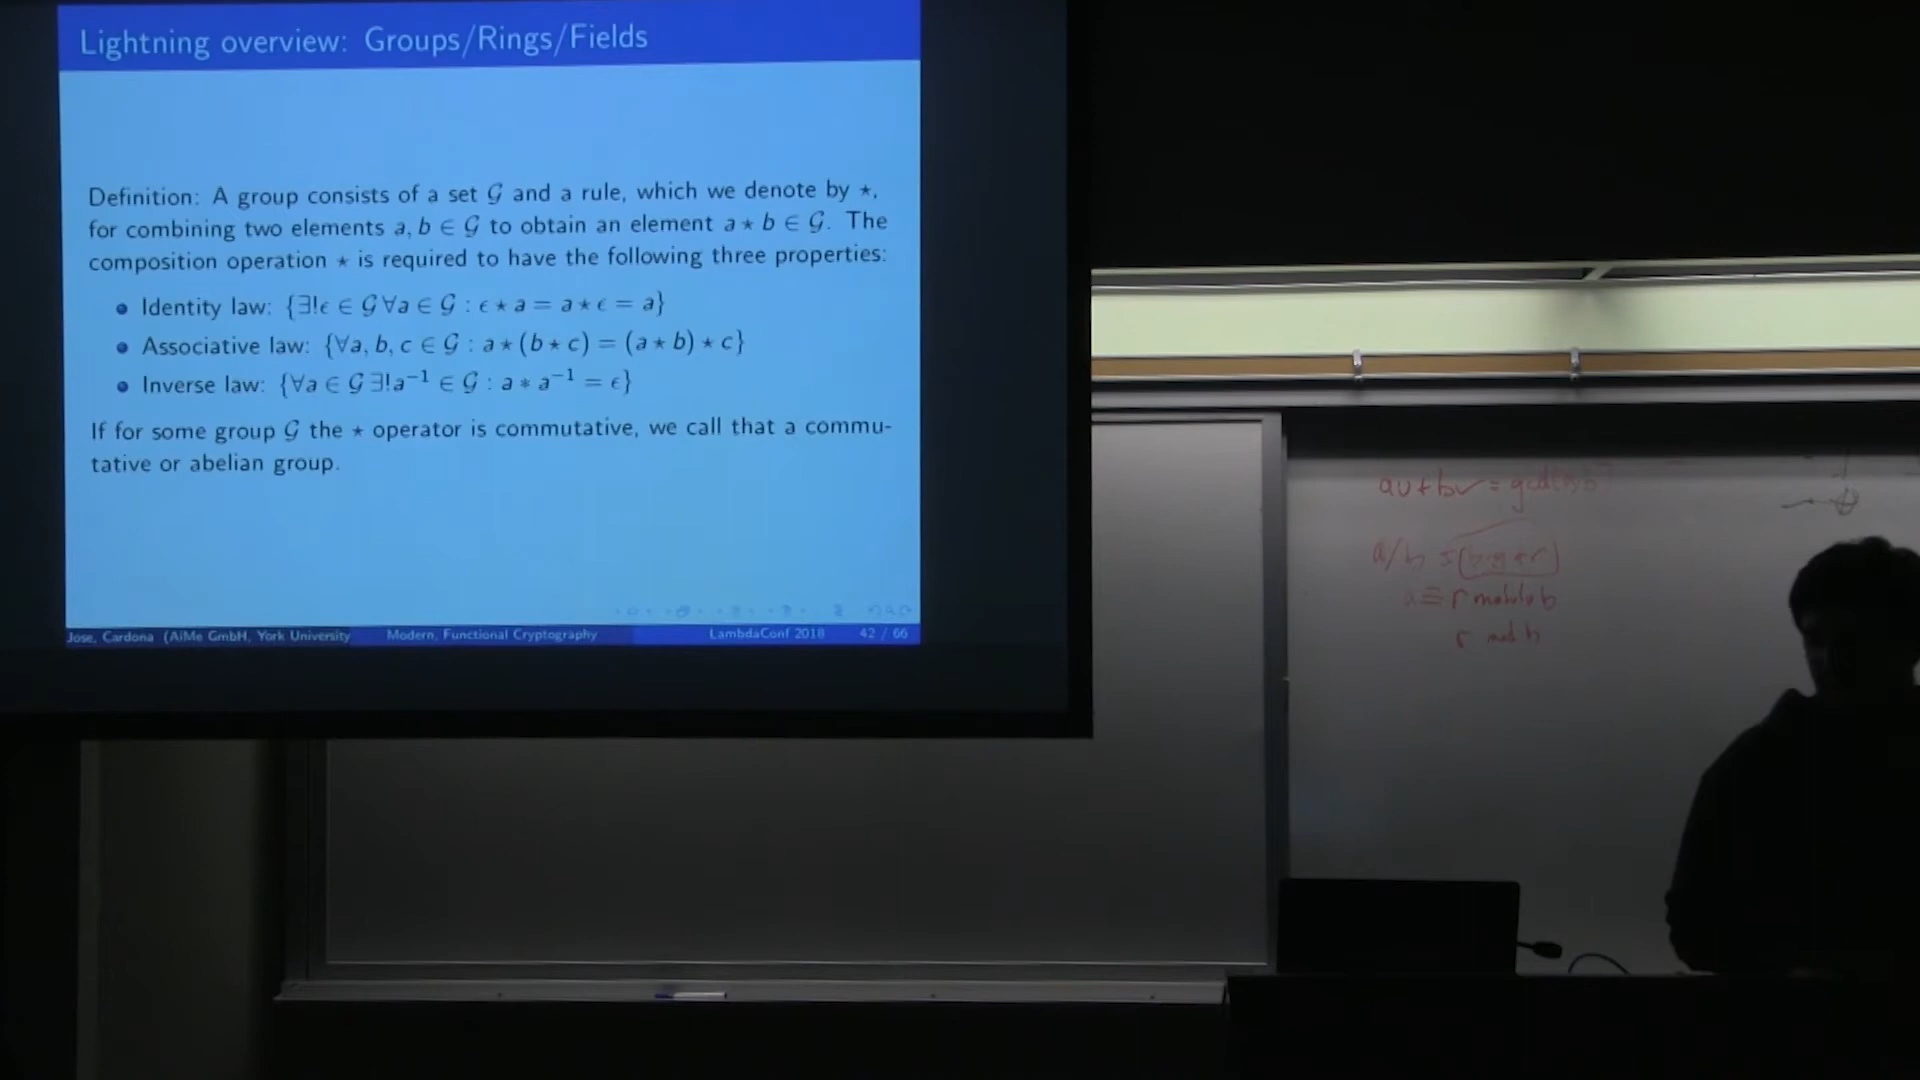 Lightning overview: Groups/Rings/Fields
Definition: A group consists of a set 𝒢 and a rule, which we denote by ⋆,
for combining two elements a, b ∈ 𝒢 to obtain an element a ⋆ b ∈ 𝒢. The
composition operation ⋆ is required to have the following three properties:
• Identity law: {∃!ϵ ∈ 𝒢 ∀a ∈ 𝒢 : ϵ ⋆ a = a ⋆ ϵ = a}
• Associative law: {∀a, b, c ∈ 𝒢 : a ⋆ (b ⋆ c) = (a ⋆ b) ⋆ c}
• Inverse law: {∀a ∈ 𝒢 ∃!a⁻¹ ∈ 𝒢 : a * a⁻¹ = ϵ}
If for some group 𝒢 the ⋆ operator is commutative, we call that a commu-
tative or abelian group.
Jose, Cardona (AiMe GmbH, York University Modern, Functional Cryptography LambdaConf 2018 42 / 66
au + bv = gcd(a,b)
a/b =
a ≡ r modulo b
r mod b